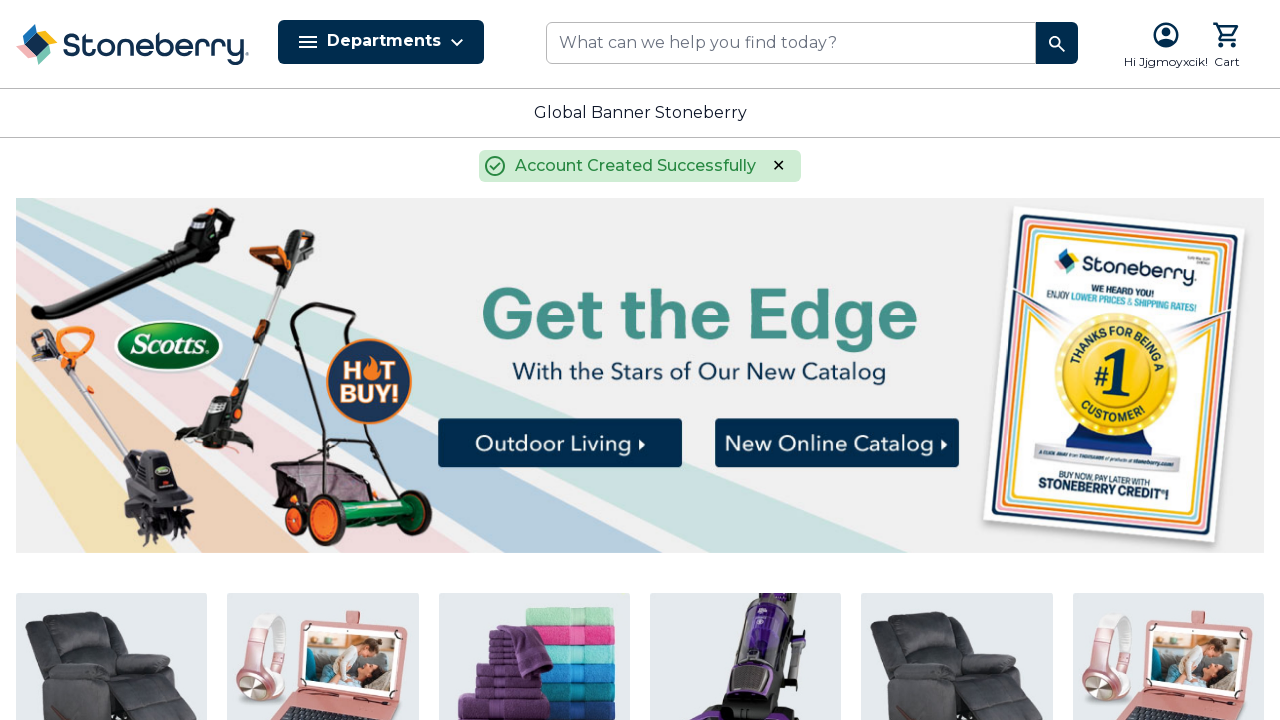 Stoneberry
Departments
What can we help you find today?
Hi Jjgmoyxcik!
Cart
Global Banner Stoneberry
Account Created Successfully
Scotts.
HOT
BUY!
Get the Edge
With the Stars of Our New Catalog
Outdoor Living
New Online Catalog
Stoneberry.
WE HEARD YOU!
ENJOY LOWER PRICES & SHIPPING RATES!
THANKS FOR BEING A
#1
CUSTOMER!
BUY NOW, PAY LATER WITH
STONEBERRY CREDIT®!